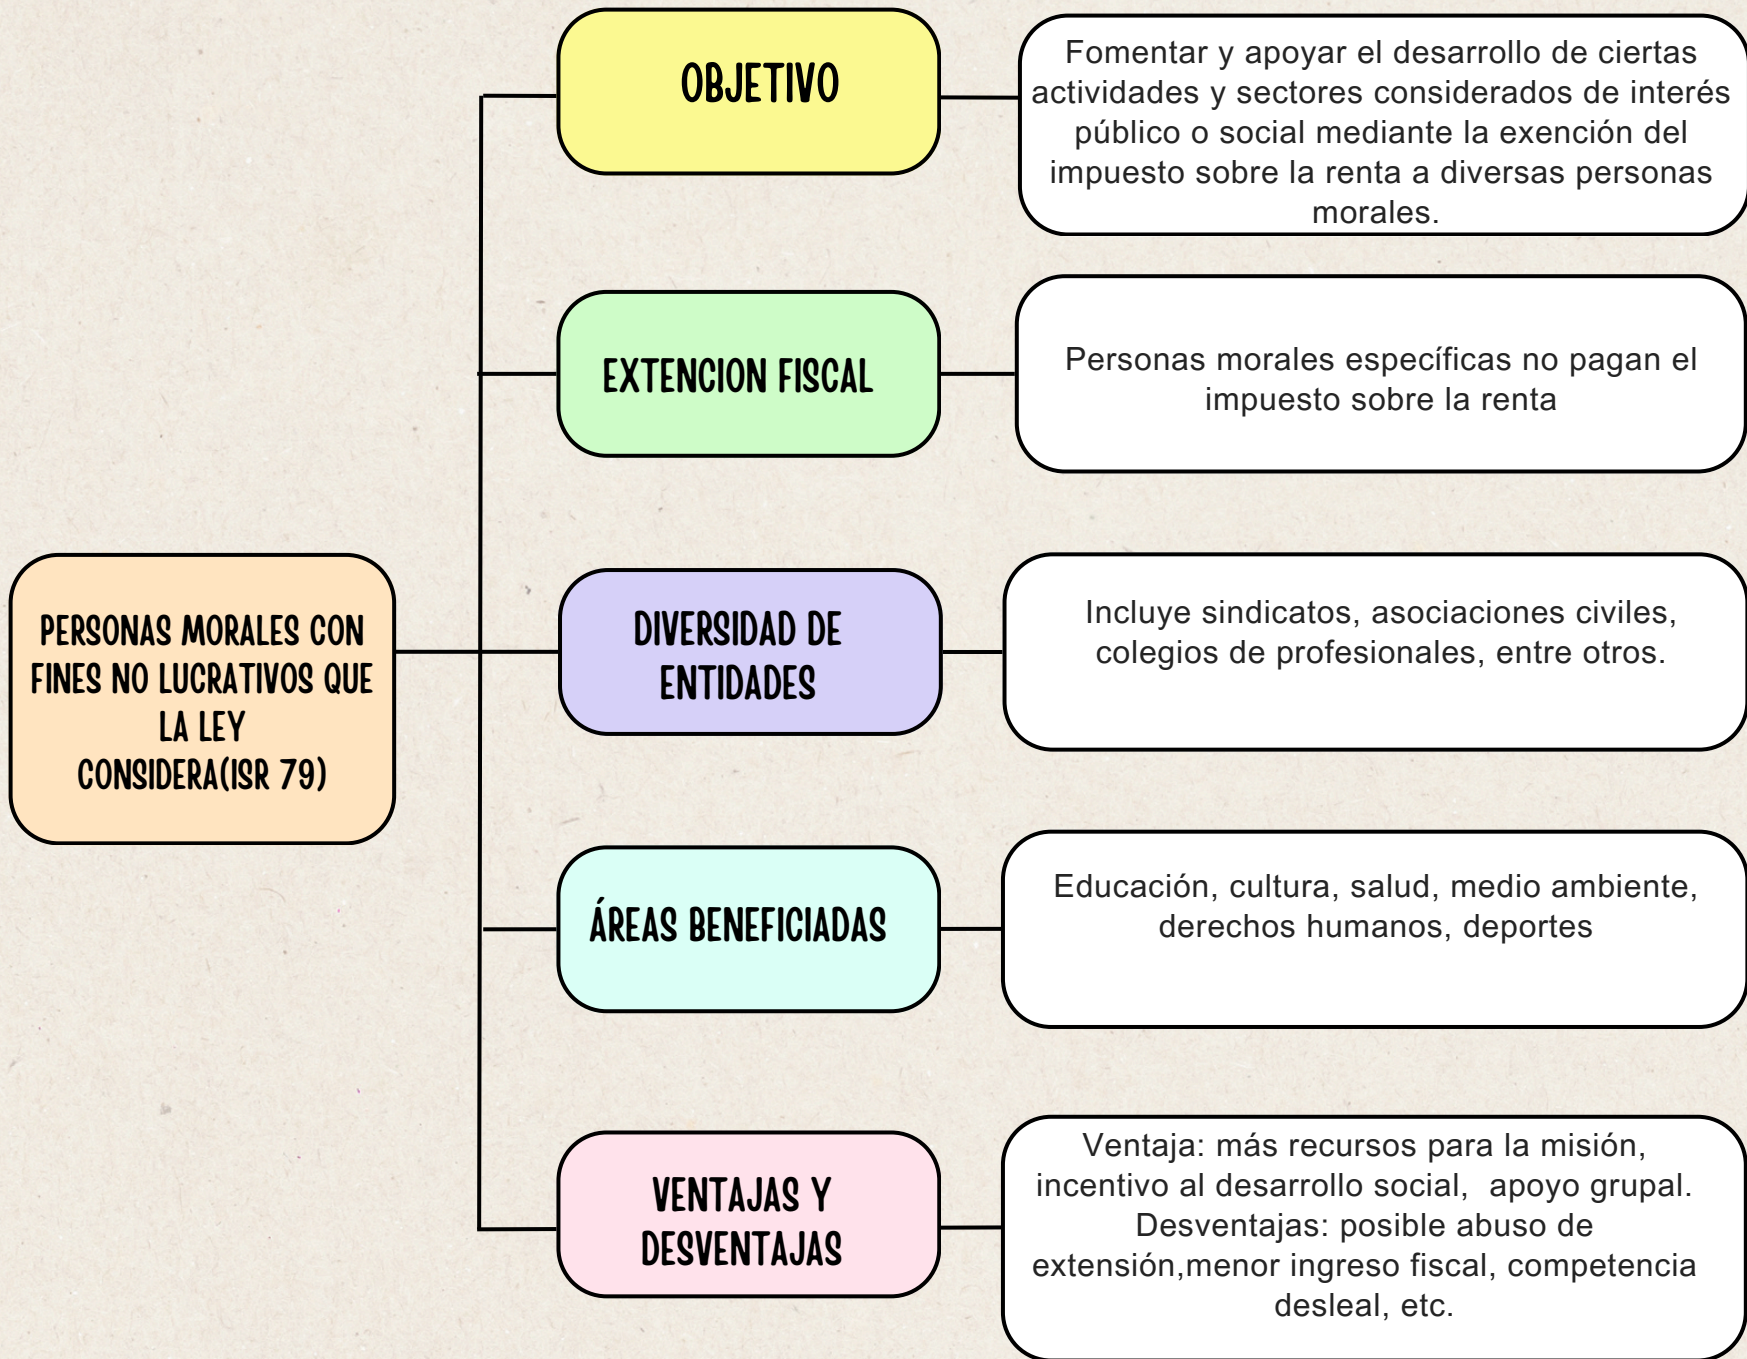 PERSONAS MORALES CON
FINES NO LUCRATIVOS QUE
LA LEY
CONSIDERA(ISR 79)
OBJETIVO
Fomentar y apoyar el desarrollo de ciertas
actividades y sectores considerados de interés
público o social mediante la exención del
impuesto sobre la renta a diversas personas
morales.
EXTENCION FISCAL
Personas morales específicas no pagan el
impuesto sobre la renta
DIVERSIDAD DE
ENTIDADES
Incluye sindicatos, asociaciones civiles,
colegios de profesionales, entre otros.
ÁREAS BENEFICIADAS
Educación, cultura, salud, medio ambiente,
derechos humanos, deportes
VENTAJAS Y
DESVENTAJAS
Ventaja: más recursos para la misión,
incentivo al desarrollo social,  apoyo grupal.
Desventajas: posible abuso de
extensión,menor ingreso fiscal, competencia
desleal, etc.